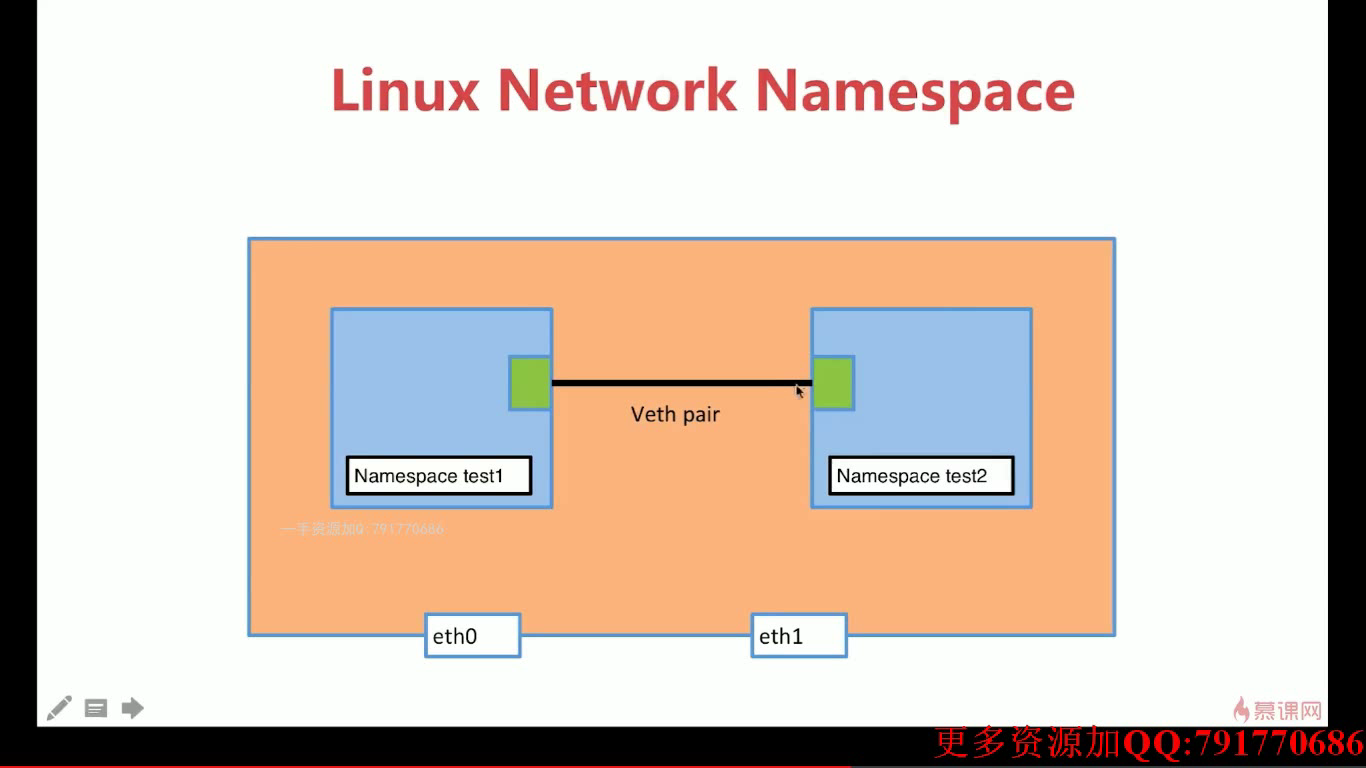 Linux Network Namespace
Veth pair
Namespace test1
Namespace test2
一手资源加Q:791770686
eth0
eth1
慕课网
更多资源加QQ:791770686